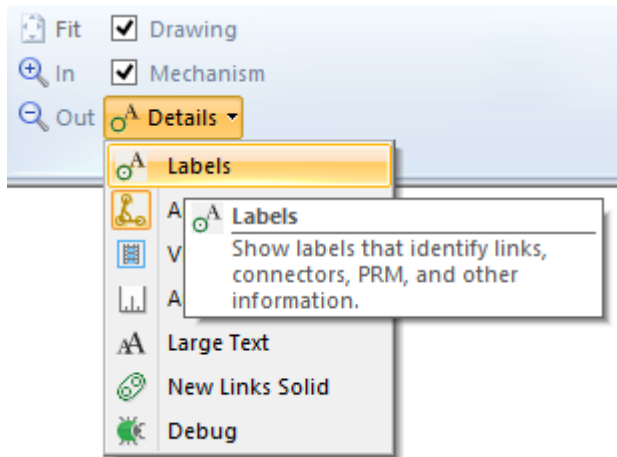 Fit Drawing
In Mechanism
Out A Details
A Labels
A
A Labels
V
Show labels that identify links,
connectors, PRM, and other
A
information.
AA Large Text
New Links Solid
Debug